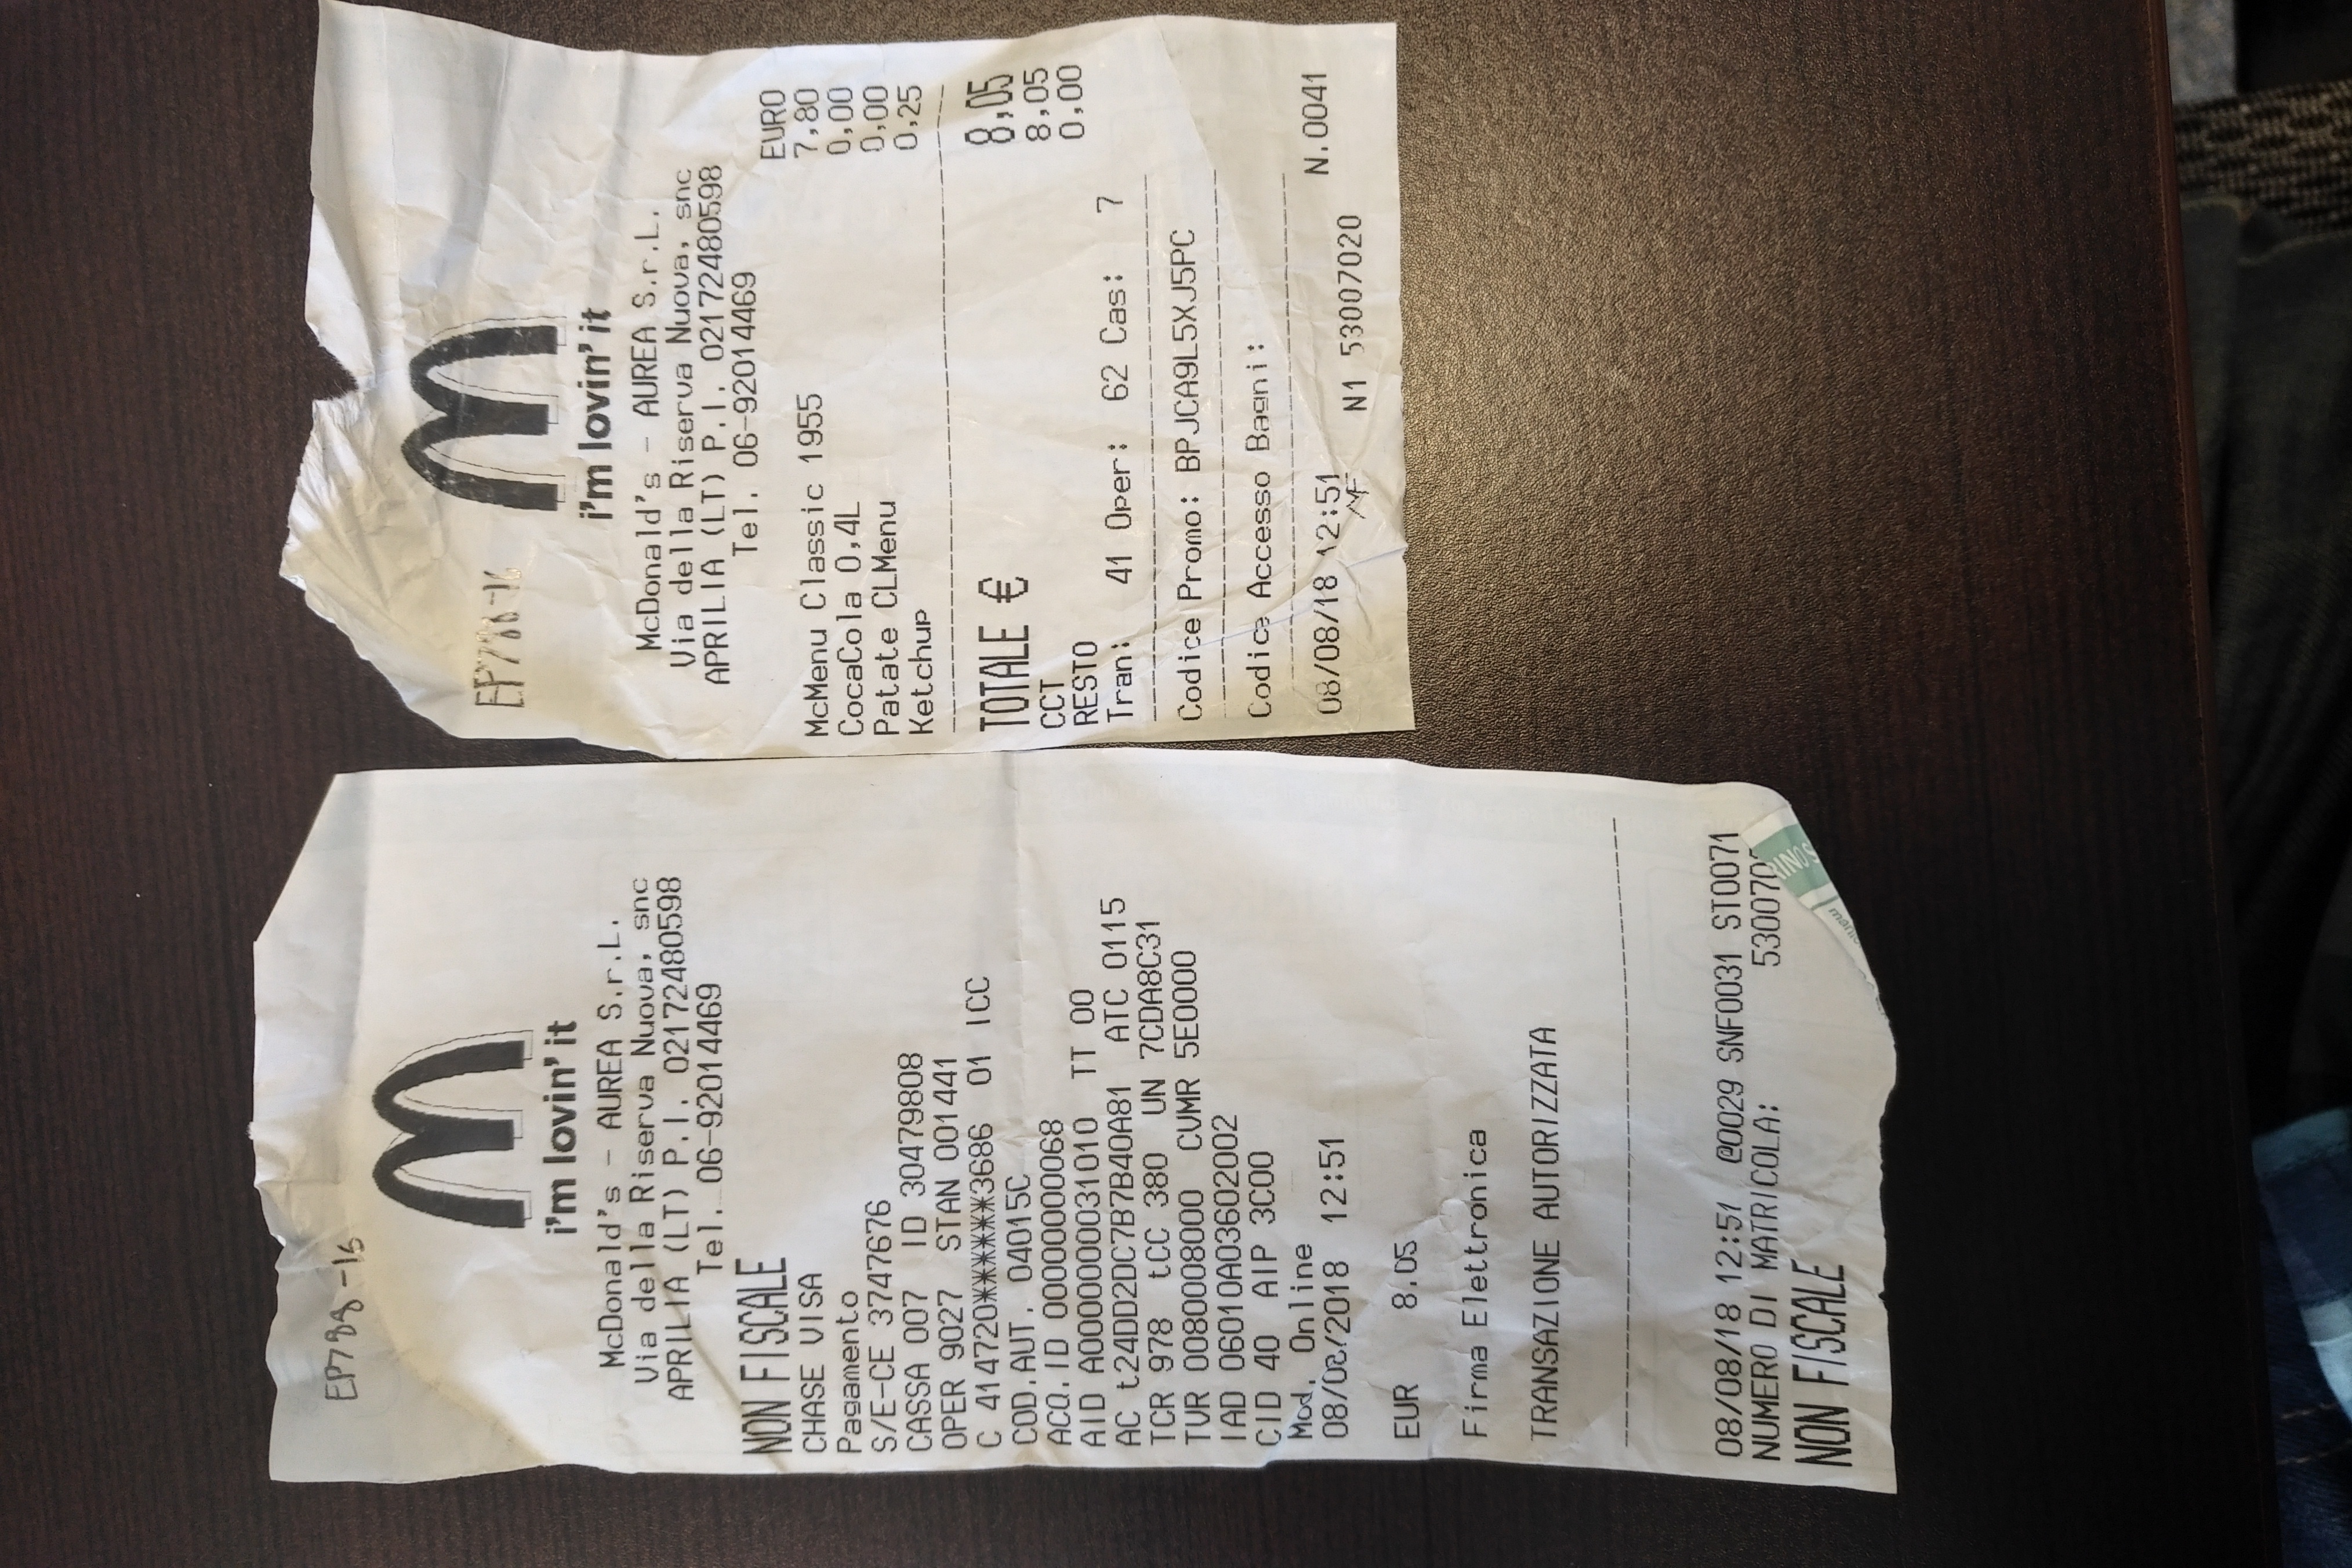 EP788-15
i'm lovin' it
McDonald's - AUREA S.r.L.
Via della Riserva Nuova, snc
APRILIA (LT) P.I. 02172480598
Tel. 06-92014469
NON FISCALE
CHASE VISA
Pagamento
S/E-CE 3747676
CASSA 007 ID 30479808
OPER 9027 STAN 001441
C 414720*******3686 01 ICC
COD.AUT. 04015C
ACQ.ID 00000000068
AID A0000000031010 TT 00
AC t24DD2DC7B7B40A81 ATC 0115
TCR 978 tCC 380 UN 7CDA8C31
TVR 0080008000 CVMR 5E0000
IAD 06010A03602002
CID 40 AIP 3C00
Mod. Online
08/08/2018 12:51
EUR 8.05
Firma Elettronica
TRANSAZIONE AUTORIZZATA
08/08/18 12:51 @0029 SNF0031 ST0071
NUMERO DI MATRICOLA:
NON FISCALE
i'm lovin' it
McDonald's - AUREA S.r.L.
Via della Riserva Nuova, snc
APRILIA (LT) P.I. 02172480598
Tel. 06-92014469
EURO
McMenu Classic 1955 7,80
CocaCola 0,4L 0,00
Patate CLMenu 0,00
Ketchup 0,25
TOTALE € 8,05
CCT 8,05
RESTO 0,00
Tran: 41 Oper: 62 Cas: 7
Codice Promo: BPJCA9L5XJ5PC
Codice Accesso Bagni:
08/08/18 12:51 N.0041
N1 53007020